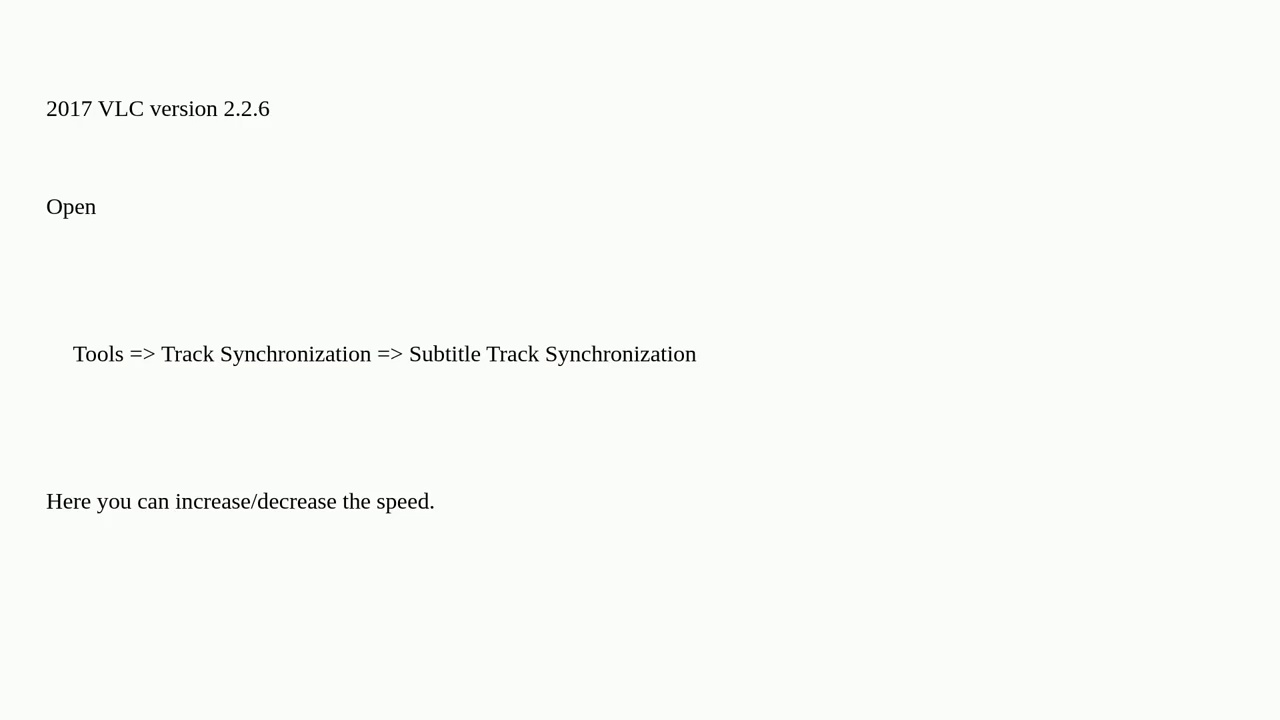 2017 VLC version 2.2.6
Open
Tools => Track Synchronization => Subtitle Track Synchronization
Here you can increase/decrease the speed.